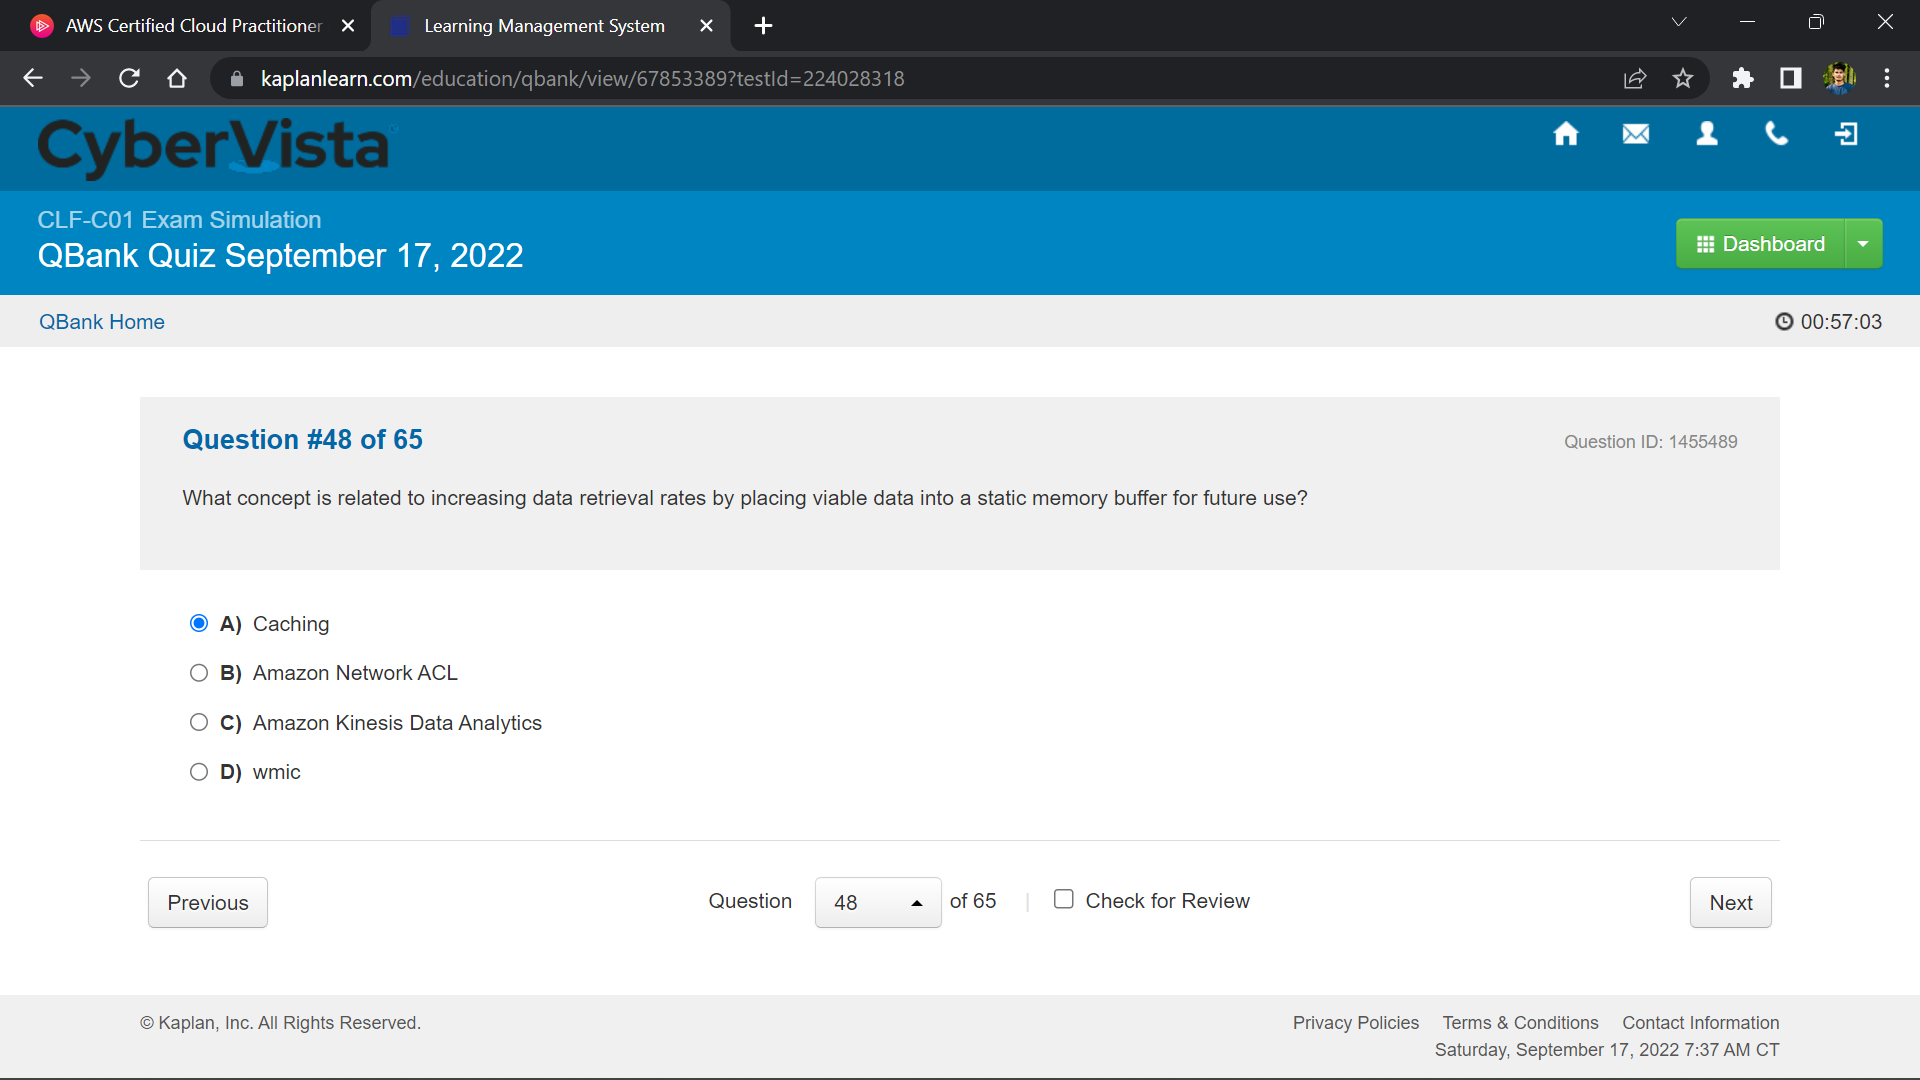 AWS Certified Cloud Practitioner
Learning Management System
kaplanlearn.com/education/qbank/view/67853389?testId=224028318
CyberVista
CLF-C01 Exam Simulation
QBank Quiz September 17, 2022
Dashboard
QBank Home
00:57:03
Question #48 of 65
Question ID: 1455489
What concept is related to increasing data retrieval rates by placing viable data into a static memory buffer for future use?
A) Caching
B) Amazon Network ACL
C) Amazon Kinesis Data Analytics
D) wmic
Previous
Question 48 of 65 | Check for Review
Next
© Kaplan, Inc. All Rights Reserved.
Privacy Policies Terms & Conditions Contact Information
Saturday, September 17, 2022 7:37 AM CT